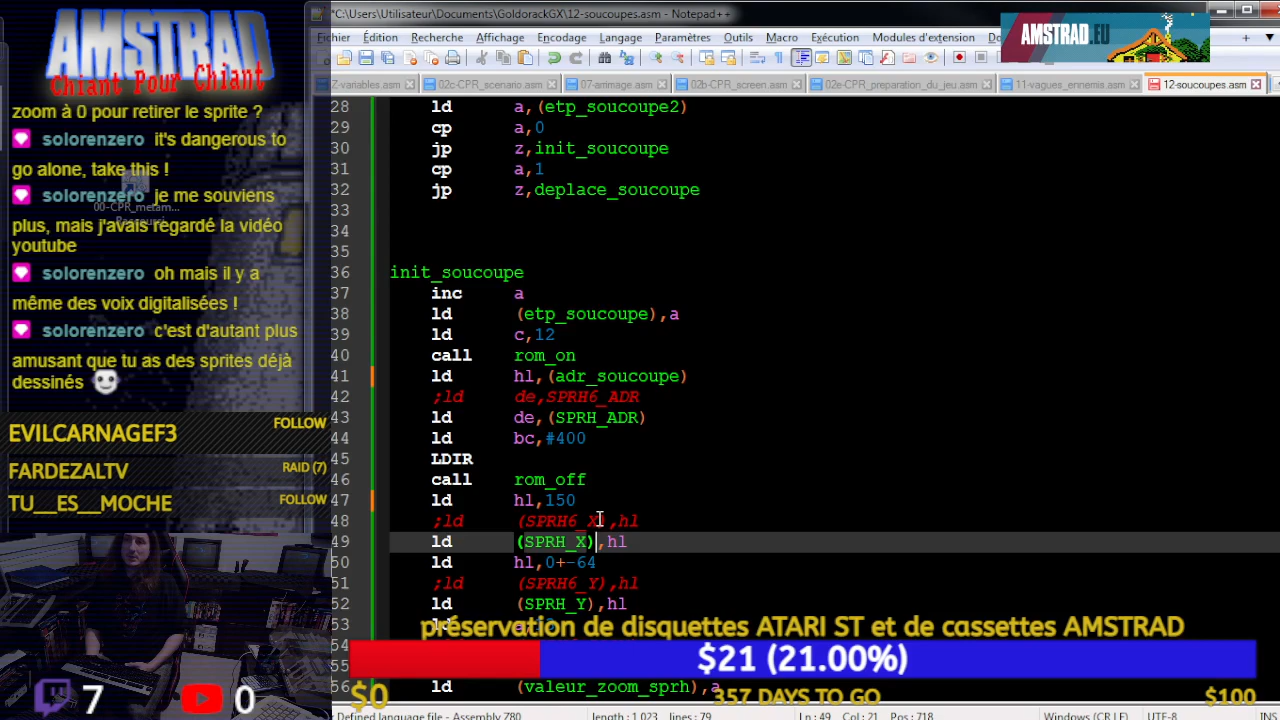 AMSTRAD
Chiant Pour Chiant
zoom à 0 pour retirer le sprite ?
solorenzero it's dangerous to
go alone, take this !
solorenzero je me souviens
plus, mais j'avais regardé la vidéo
youtube
solorenzero oh mais il y a
même des voix digitalisées !
solorenzero c'est d'autant plus
amusant que tu as des sprites déjà
dessinés
EVILCARNAGEF3 FOLLOW
FARDEZALTV RAID (7)
TU__ES__MOCHE FOLLOW
7 0
*C:\Users\Utilisateur\Documents\GoldorackGX\12-soucoupes.asm - Notepad++
Fichier Édition Recherche Affichage Encodage Langage Paramètres Outils Macro Exécution Modules d'extension
AMSTRAD.EU
Z-variables.asm 02c-CPR_scenario.asm 07-arrimage.asm 02b-CPR_screen.asm 02e-CPR_preparation_du_jeu.asm 11-vagues_ennemis.asm 12-soucoupes.asm
28 ld a,(etp_soucoupe2)
29 cp a,0
30 jp z,init_soucoupe
31 cp a,1
32 jp z,deplace_soucoupe
33
34
35
36 init_soucoupe
37 inc a
38 ld (etp_soucoupe),a
39 ld c,12
40 call rom_on
41 ld hl,(adr_soucoupe)
42 ;ld de,SPRH6_ADR
43 ld de,(SPRH_ADR)
44 ld bc,#400
45 LDIR
46 call rom_off
47 ld hl,150
48 ;ld (SPRH6_X),hl
49 ld (SPRH_X),hl
50 hl,0+-64
51 ;ld (SPRH6_Y),hl
52 ld (SPRH_Y),hl
53
54
55
56 ld (valeur_zoom_sprh),a
préservation de disquettes ATARI ST et de cassettes AMSTRAD
$21 (21.00%)
$0 357 DAYS TO GO $100
Defined language file - Assembly Z80 length : 1 023 lines : 79 Ln : 49 Col : 21 Pos : 718 Windows (CR LF) UTF-8 INS